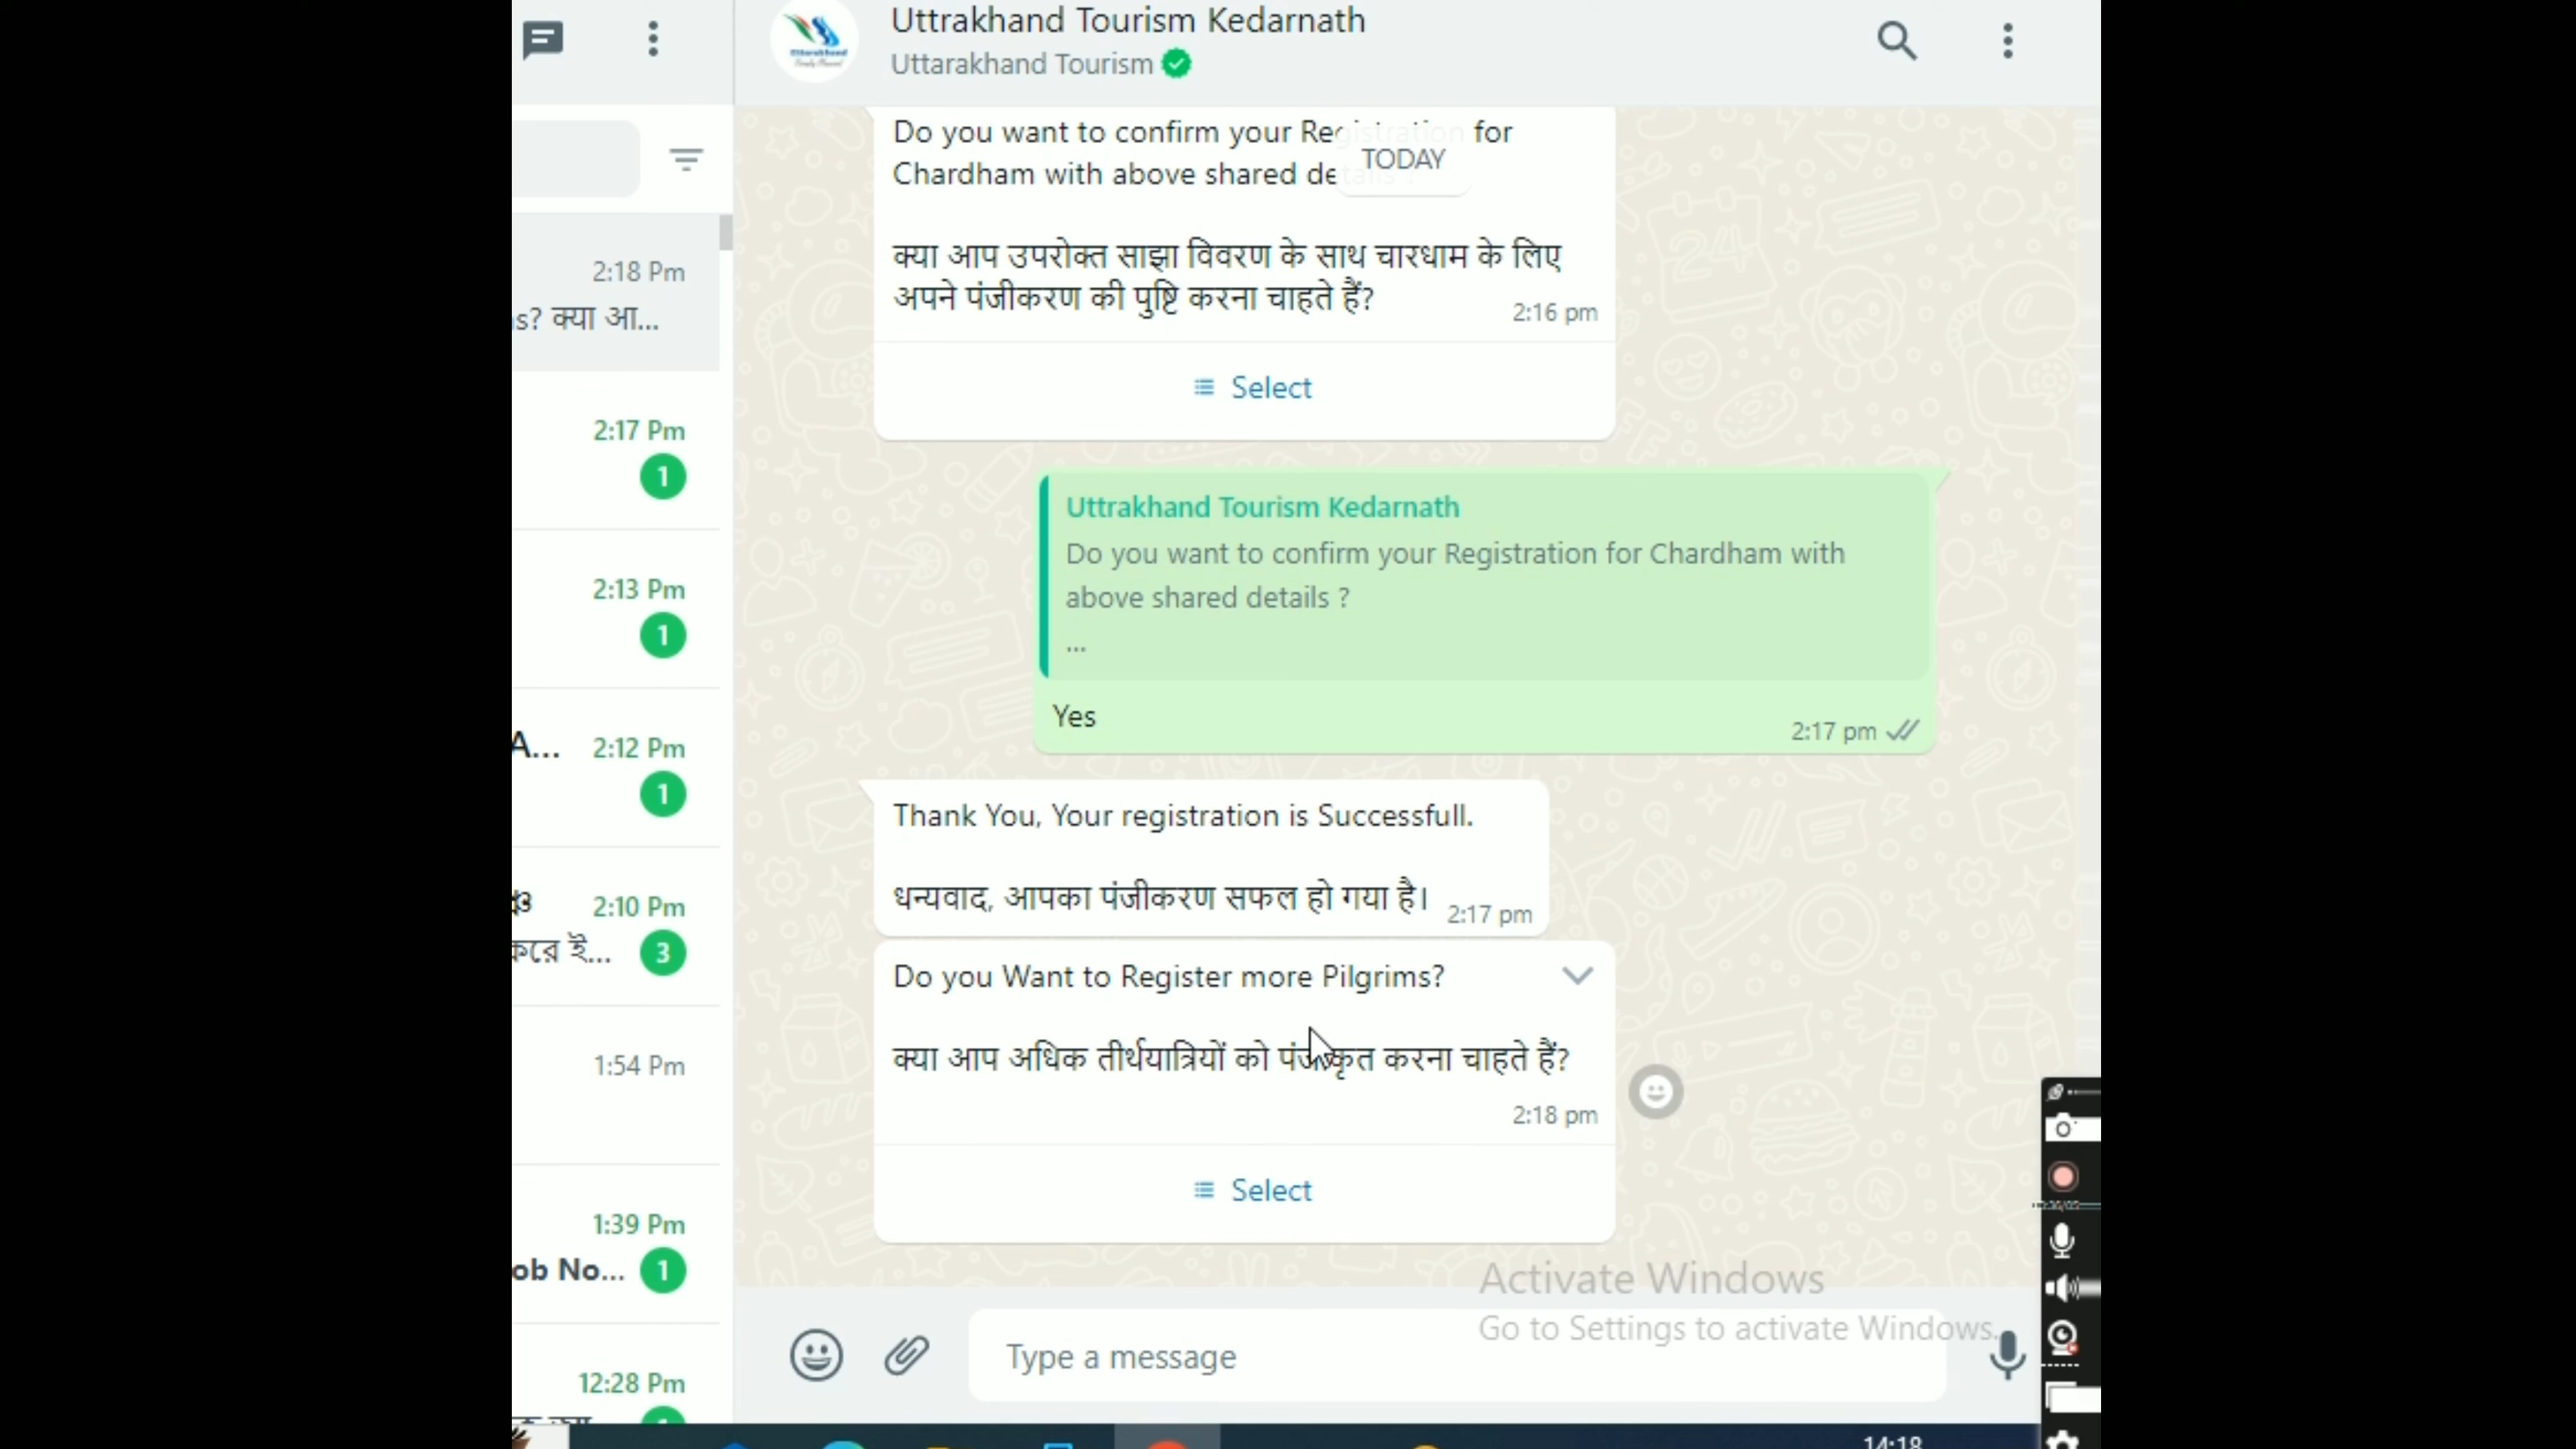 Uttrakhand Tourism Kedarnath
Uttarakhand Tourism
Do you want to confirm your Registration for
Chardham with above shared details ?
TODAY
क्या आप उपरोक्त साझा विवरण के साथ चारधाम के लिए
अपने पंजीकरण की पुष्टि करना चाहते हैं?
2:16 pm
Select
Uttrakhand Tourism Kedarnath
Do you want to confirm your Registration for Chardham with
above shared details ?
...
Yes
2:17 pm
Thank You, Your registration is Successfull.
धन्यवाद, आपका पंजीकरण सफल हो गया है।
2:17 pm
Do you Want to Register more Pilgrims?
क्या आप अधिक तीर्थयात्रियों को पंजीकृत करना चाहते हैं?
2:18 pm
Select
Activate Windows
Go to Settings to activate Windows.
Type a message
2:18 Pm
s? क्या आ...
2:17 Pm
1
2:13 Pm
1
A... 2:12 Pm
1
2:10 Pm
করে ই... 3
1:54 Pm
1:39 Pm
ob No... 1
12:28 Pm
14:18